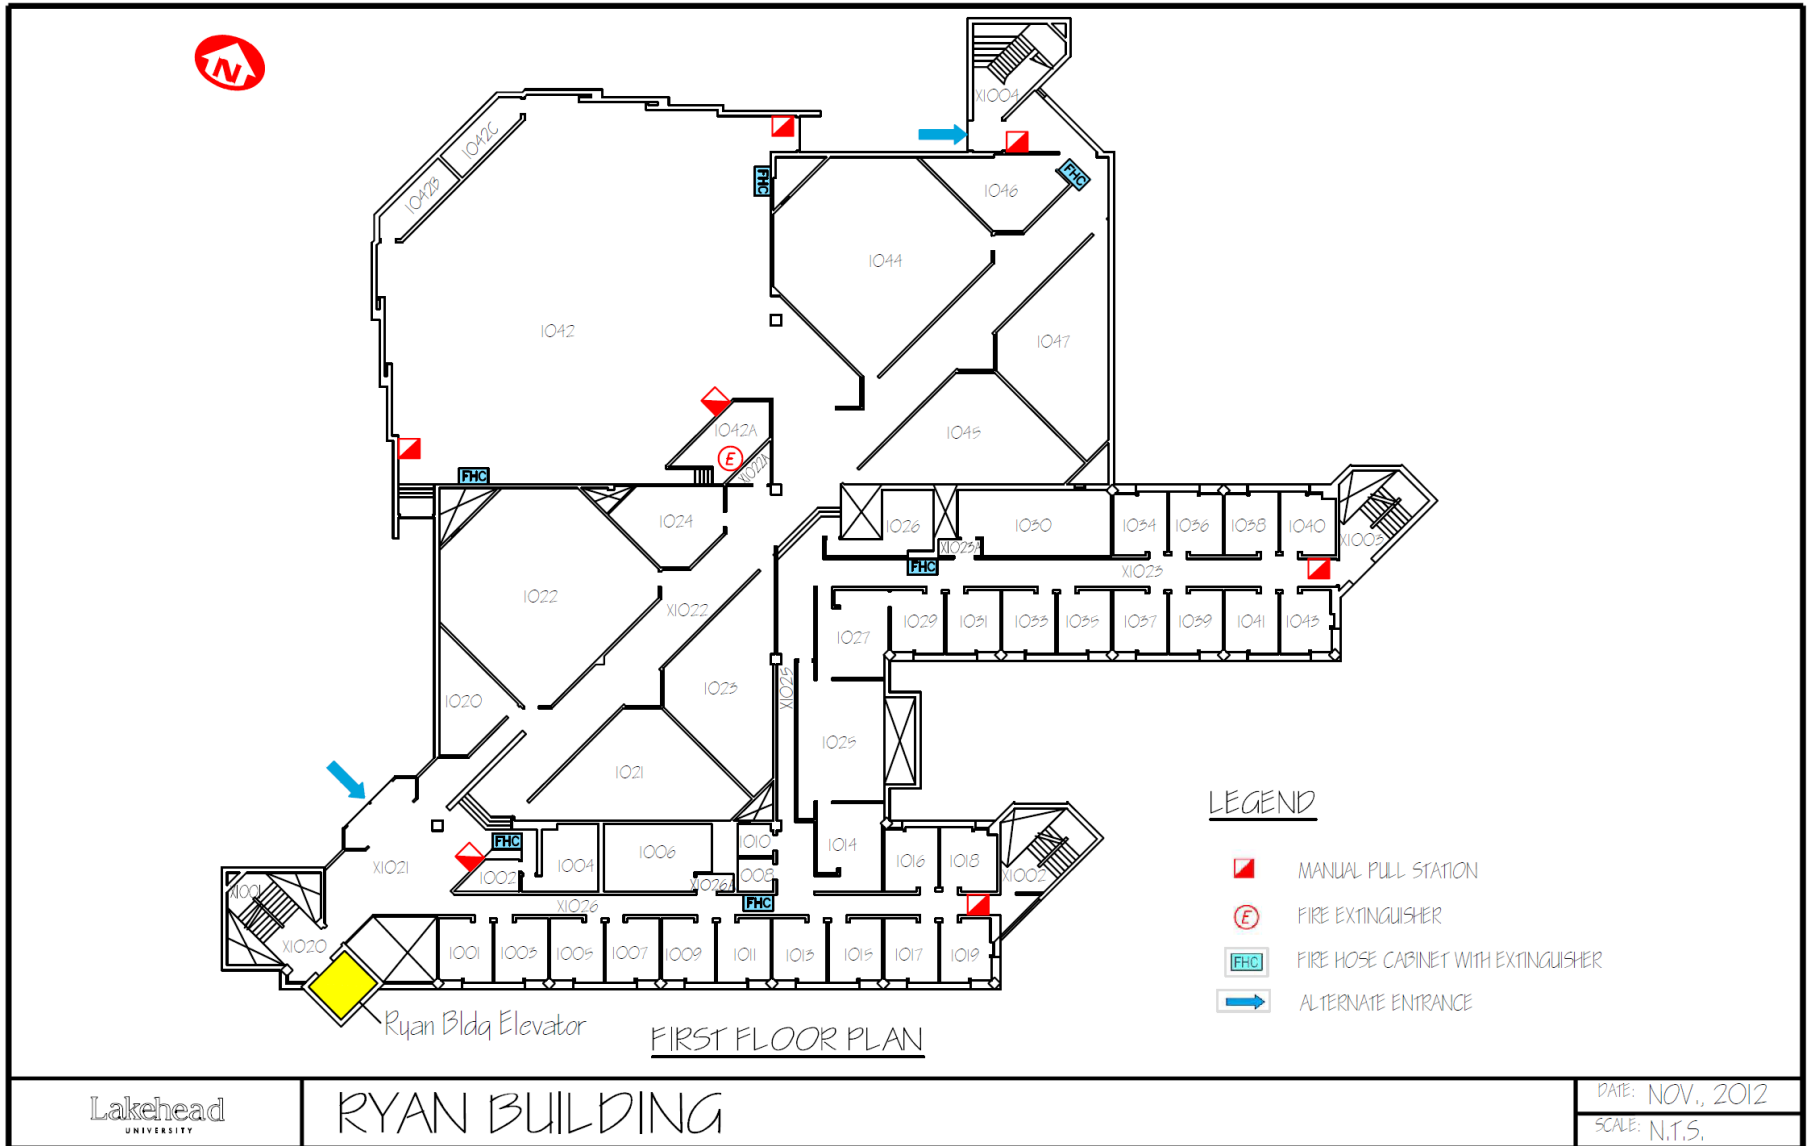 N
X1004
1042C
1042B
FHC
FHC
1046
1044
1042
1047
1042A
E
X1022A
1045
FHC
1024
1026
1030
1034
1036
1038
1040
X1003
X1023A
FHC
X1023
1022
X1022
1029
1031
1033
1035
1037
1039
1041
1043
1027
1023
X1025
1020
1025
1021
LEGEND
FHC
1010
1014
1004
1006
1016
1018
X1021
1002
1008
X1026A
X1002
MANUAL PULL STATION
X1001
X1026
FHC
E FIRE EXTINGUISHER
X1020
1001
1003
1005
1007
1009
1011
1013
1015
1017
1019
FHC FIRE HOSE CABINET WITH EXTINGUISHER
ALTERNATE ENTRANCE
Ryan Bldg Elevator
FIRST FLOOR PLAN
Lakehead
UNIVERSITY
RYAN BUILDING
DATE: NOV., 2012
SCALE: N.T.S.